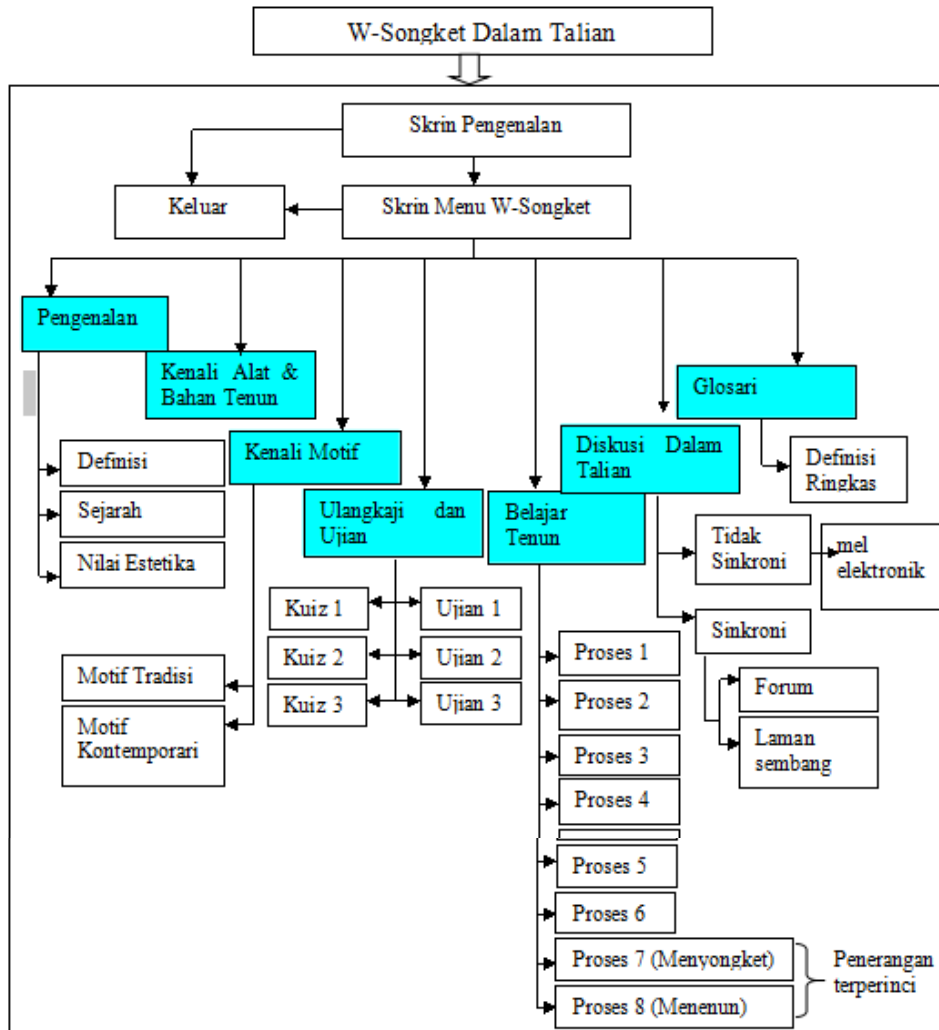 W-Songket Dalam Talian
Skrin Pengenalan
Keluar
Skrin Menu W-Songket
Pengenalan
Kenali Alat &
Bahan Tenun
Kenali Motif
Ulangkaji dan
Ujian
Belajar
Tenun
Diskusi Dalam
Talian
Glosari
Definisi
Sejarah
Nilai Estetika
Motif Tradisi
Motif
Kontemporari
Kuiz 1
Ujian 1
Kuiz 2
Ujian 2
Kuiz 3
Ujian 3
Proses 1
Proses 2
Proses 3
Proses 4
Proses 5
Proses 6
Proses 7 (Menyongket)
Proses 8 (Menenun)
Penerangan
terperinci
Definisi
Ringkas
Tidak
Sinkroni
mel
elektronik
Sinkroni
Forum
Laman
sembang